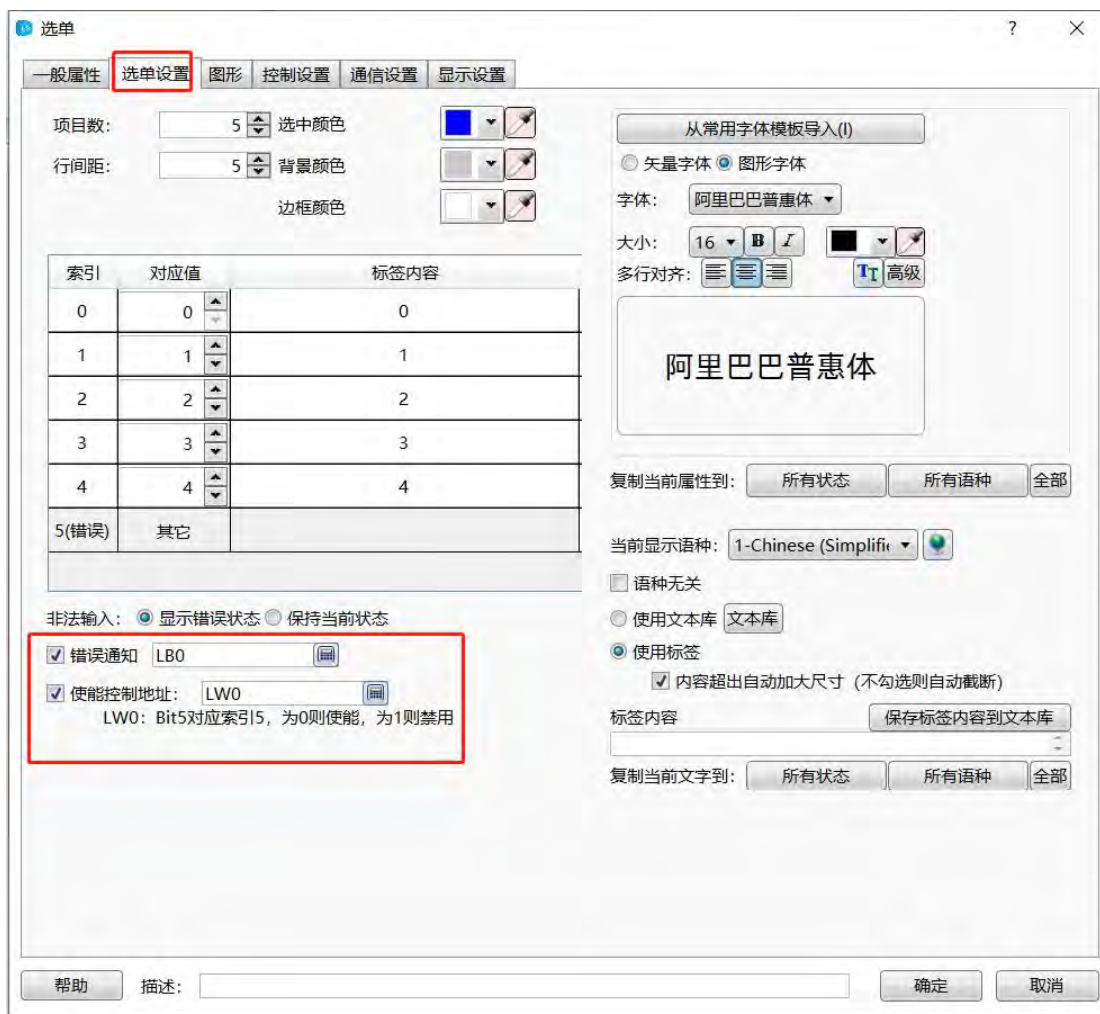 选单
一般属性 选单设置 图形 控制设置 通信设置 显示设置
项目数: 5 选中颜色
行间距: 5 背景颜色
边框颜色
索引 对应值 标签内容
0 0 0
1 1 1
2 2 2
3 3 3
4 4 4
5(错误) 其它
非法输入: 显示错误状态 保持当前状态
错误通知 LB0
使能控制地址: LW0
LW0: Bit5对应索引5, 为0则使能, 为1则禁用
从常用字体模板导入(I)
矢量字体 图形字体
字体: 阿里巴巴普惠体
大小: 16 B I
多行对齐: TT 高级
阿里巴巴普惠体
复制当前属性到: 所有状态 所有语种 全部
当前显示语种: 1-Chinese (Simplifi
语种无关
使用文本库 文本库
使用标签
内容超出自动加大尺寸 (不勾选则自动截断)
标签内容 保存标签内容到文本库
复制当前文字到: 所有状态 所有语种 全部
帮助 描述: 确定 取消